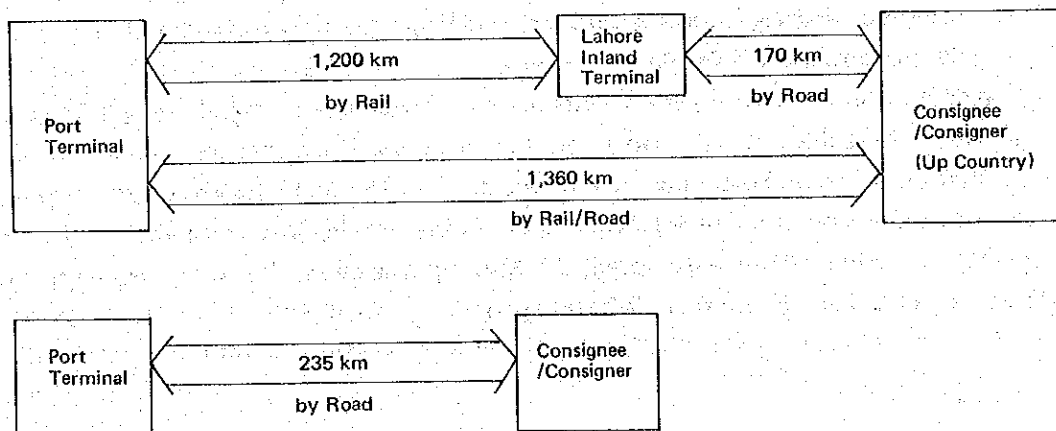 Port
Terminal
1,200 km
by Rail
Lahore
Inland
Terminal
170 km
by Road
Consignee
/Consigner
(Up Country)
1,360 km
by Rail/Road
Port
Terminal
235 km
by Road
Consignee
/Consigner